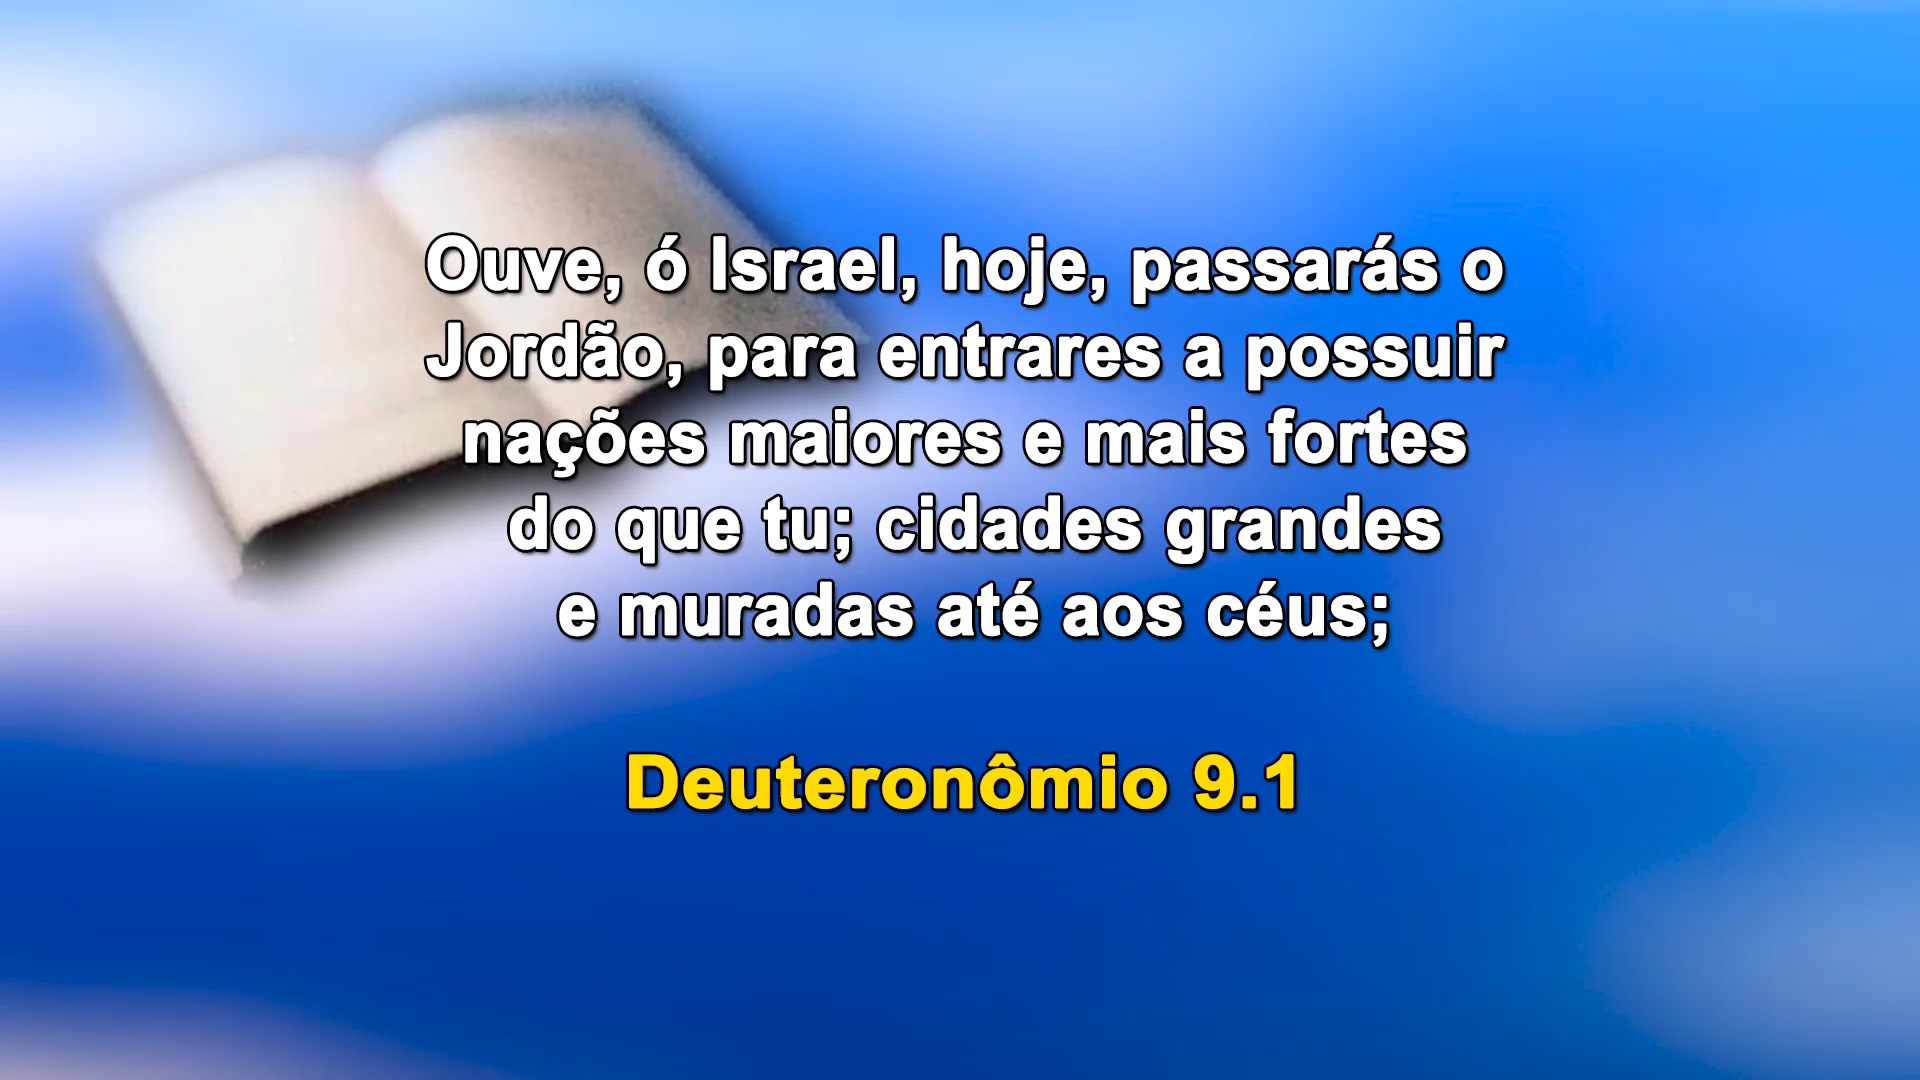 Ouve, ó Israel, hoje, passarás o
Jordão, para entrares a possuir
nações maiores e mais fortes
do que tu; cidades grandes
e muradas até aos céus;
Deuteronômio 9.1